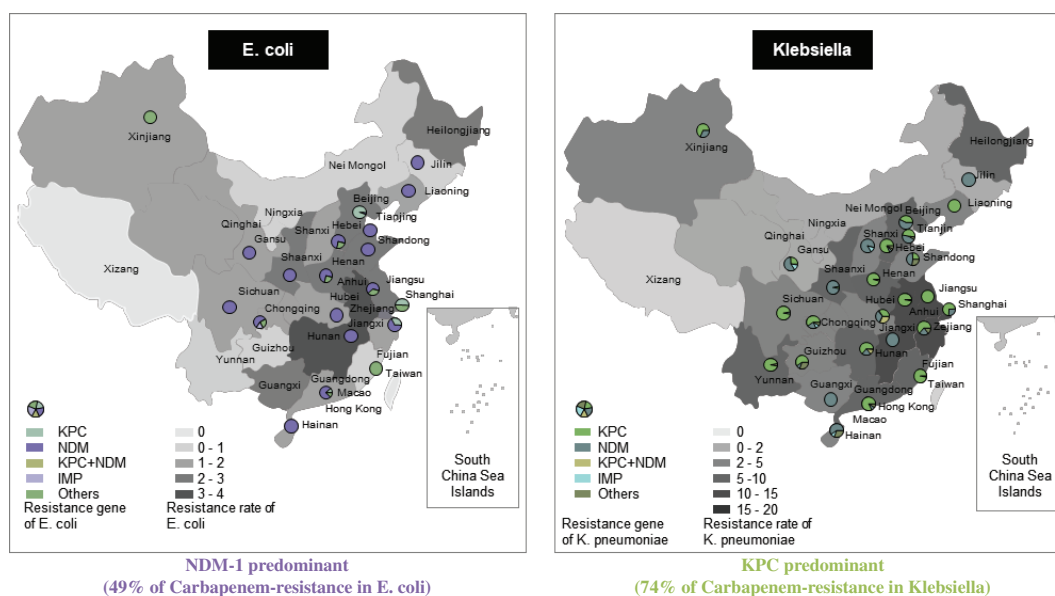 E. coli
Xinjiang
Heilongjiang
Nei Mongol
Jilin
Liaoning
Beijing
Tianjing
Ningxia
Hebei
Qinghai
Shanxi
Gansu
Shandong
Shaanxi
Henan
Xizang
Anhui
Jiangsu
Sichuan
Hubei
Shanghai
Chongqing
Zhejiang
Jiangxi
Hunan
Guizhou
Yunnan
Fujian
Taiwan
Guangxi
Guangdong
Macao
Hong Kong
Hainan
KPC
NDM
KPC+NDM
IMP
Others
Resistance gene
of E. coli
0
0 - 1
1 - 2
2 - 3
3 - 4
Resistance rate of
E. coli
South
China Sea
Islands
NDM-1 predominant
(49% of Carbapenem-resistance in E. coli)
Klebsiella
Xinjiang
Heilongjiang
Jilin
Liaoning
Nei Mongol
Beijing
Tianjin
Ningxia
Qinghai
Shanxi
Hebei
Gansu
Shandong
Shaanxi
Henan
Xizang
Jiangsu
Sichuan
Hubei
Shanghai
Anhui
Chongqing
Zejiang
Jiangxi
Guizhou
Hunan
Yunnan
Fujian
Taiwan
Guangxi
Guangdong
Hong Kong
Macao
Hainan
KPC
NDM
KPC+NDM
IMP
Others
Resistance gene
of K. pneumoniae
0
0 - 2
2 - 5
5 -10
10 - 15
15 - 20
Resistance rate of
K. pneumoniae
South
China Sea
Islands
KPC predominant
(74% of Carbapenem-resistance in Klebsiella)